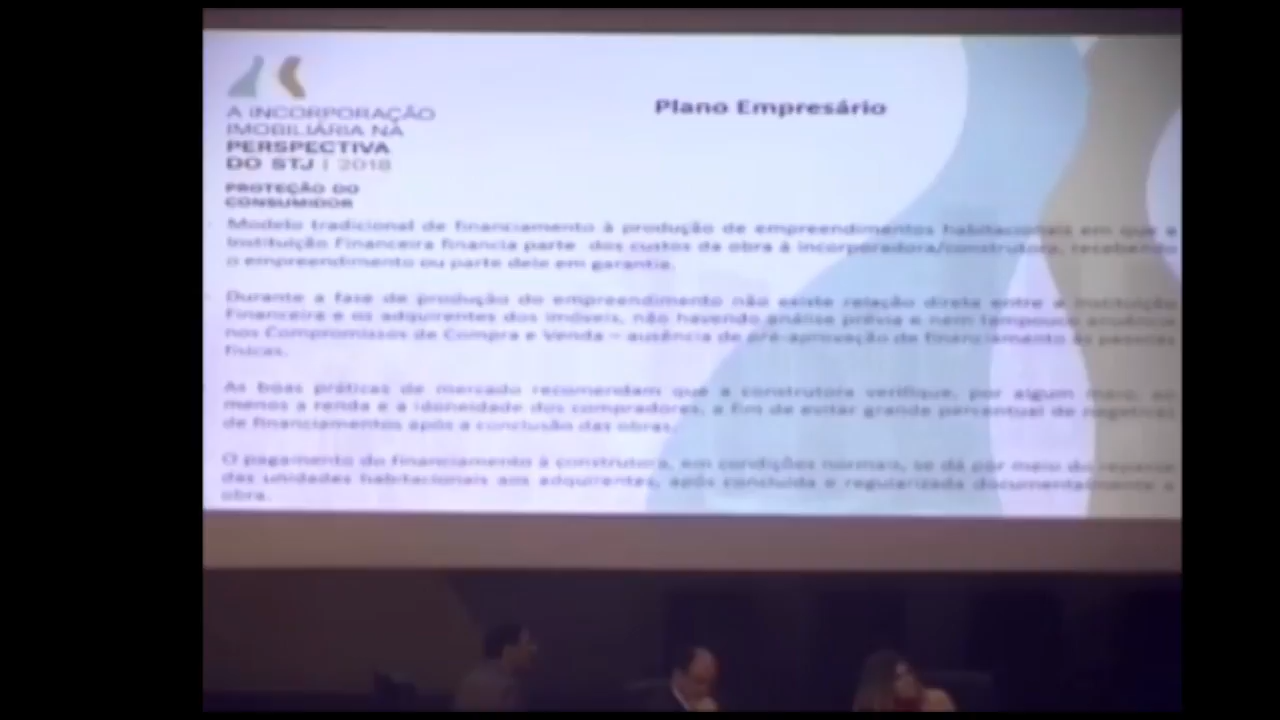 A INCORPORAÇÃO
IMOBILIÁRIA NA
PERSPECTIVA
DO STJ | 2018
PROTEÇÃO DO
CONSUMIDOR
Plano Empresário
Modelo tradicional de financiamento à produção de empreendimentos habitacionais em que a
Instituição Financeira financia parte dos custos da obra à incorporadora/construtora, recebendo
o empreendimento ou parte dele em garantia.
Durante a fase de produção do empreendimento não existe relação direta entre a Instituição
Financeira e os adquirentes dos imóveis, não havendo análise prévia e nem tampouco anuência
nos Compromissos de Compra e Venda – ausência de pré-aprovação de financiamento às pessoas
físicas.
As boas práticas de mercado recomendam que a construtora verifique, por algum meio, ao
menos a renda e a idoneidade dos compradores, a fim de evitar grande percentual de negativas
de financiamentos após a conclusão das obras.
O pagamento do financiamento à construtora, em condições normais, se dá por meio do repasse
das unidades habitacionais aos adquirentes, após concluída e regularizada documentalmente a
obra.